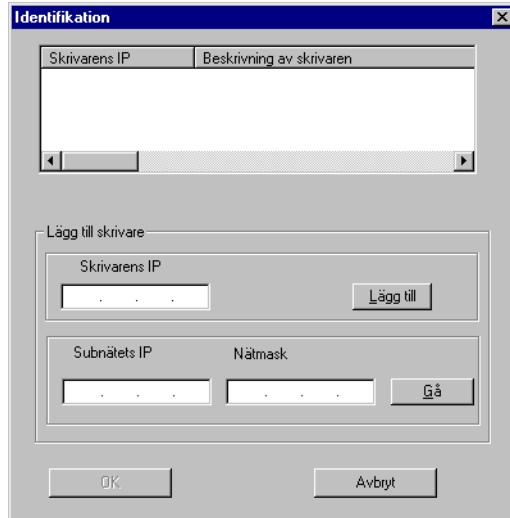 Identifikation
Skrivarens IP Beskrivning av skrivaren
Lägg till skrivare
Skrivarens IP
. . . Lägg till
Subnätets IP Nätmask
. . . . . . Gå
OK Avbryt